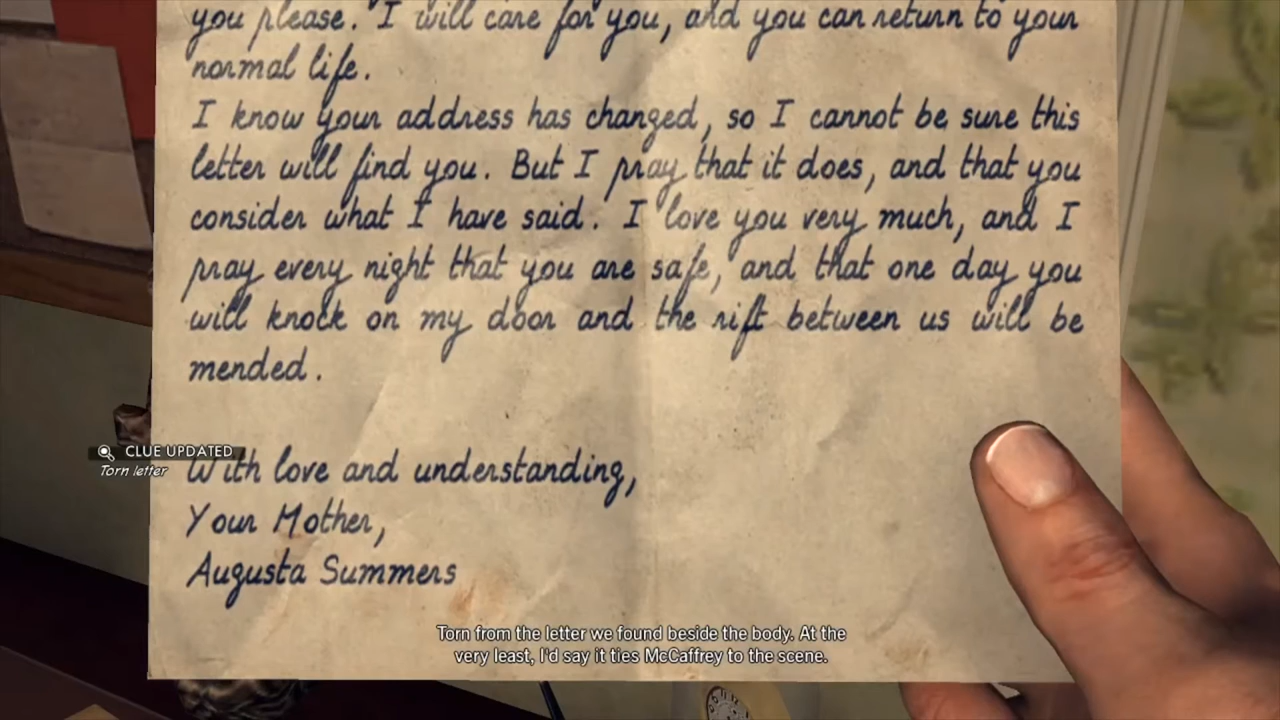 you please. I will care for you, and you can return to your
normal life.
I know your address has changed, so I cannot be sure this
letter will find you. But I pray that it does, and that you
consider what I have said. I love you very much, and I
pray every night that you are safe, and that one day you
will knock on my door and the rift between us will be
mended.
CLUE UPDATED
Torn letter
With love and understanding,
Your Mother,
Augusta Summers
Torn from the letter we found beside the body. At the
very least, I'd say it ties McCaffrey to the scene.